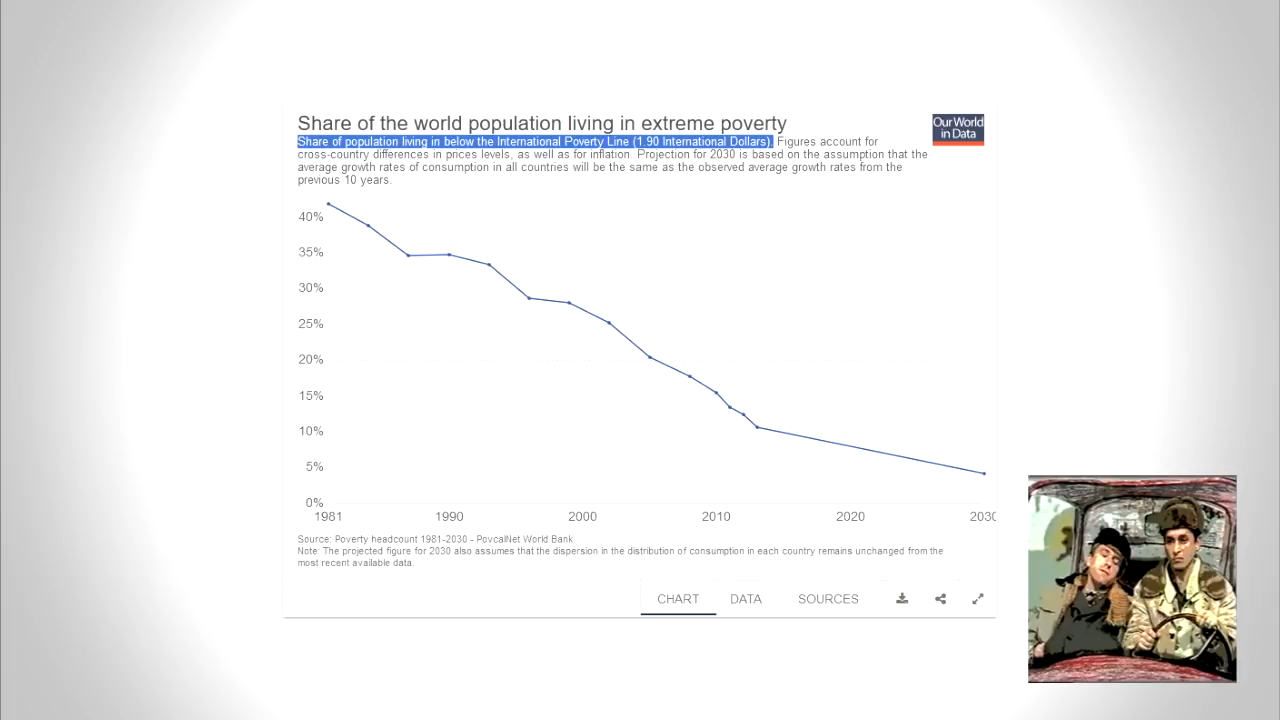 Share of the world population living in extreme poverty
Our World
in Data
Share of population living in below the International Poverty Line (1.90 International Dollars). Figures account for
cross-country differences in prices levels, as well as for inflation. Projection for 2030 is based on the assumption that the
average growth rates of consumption in all countries will be the same as the observed average growth rates from the
previous 10 years.
40%
35%
30%
25%
20%
15%
10%
5%
0%
1981 1990 2000 2010 2020 2030
Source: Poverty headcount 1981-2030 - PovcalNet World Bank
Note: The projected figure for 2030 also assumes that the dispersion in the distribution of consumption in each country remains unchanged from the
most recent available data.
CHART DATA SOURCES